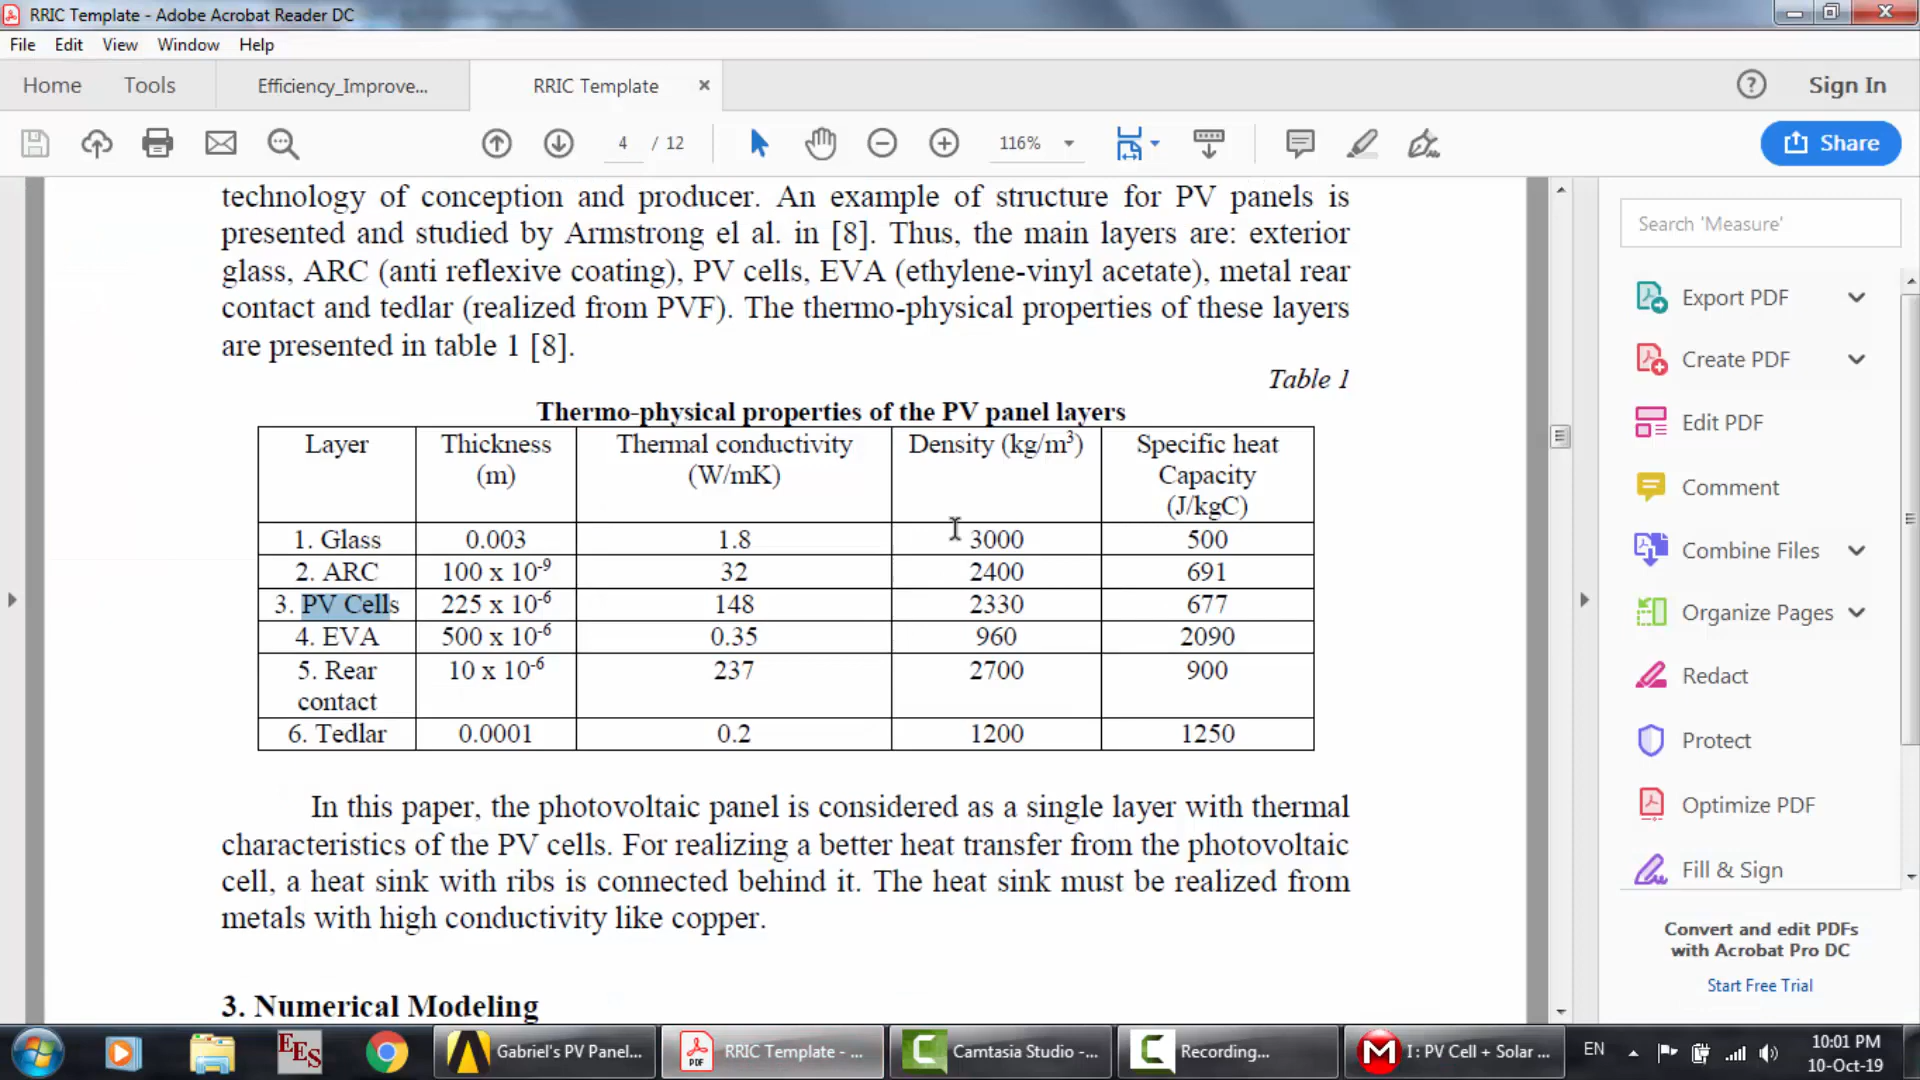 RRIC Template - Adobe Acrobat Reader DC
File Edit View Window Help
Home Tools Efficiency_Improve... RRIC Template Sign In
4 / 12 116% Share
technology of conception and producer. An example of structure for PV panels is
presented and studied by Armstrong el al. in [8]. Thus, the main layers are: exterior
glass, ARC (anti reflexive coating), PV cells, EVA (ethylene-vinyl acetate), metal rear
contact and tedlar (realized from PVF). The thermo-physical properties of these layers
are presented in table 1 [8].
Table 1
Thermo-physical properties of the PV panel layers
Layer Thickness (m) Thermal conductivity (W/mK) Density (kg/m³) Specific heat Capacity (J/kgC)
1. Glass 0.003 1.8 3000 500
2. ARC 100 x 10⁻⁹ 32 2400 691
3. PV Cells 225 x 10⁻⁶ 148 2330 677
4. EVA 500 x 10⁻⁶ 0.35 960 2090
5. Rear contact 10 x 10⁻⁶ 237 2700 900
6. Tedlar 0.0001 0.2 1200 1250
In this paper, the photovoltaic panel is considered as a single layer with thermal
characteristics of the PV cells. For realizing a better heat transfer from the photovoltaic
cell, a heat sink with ribs is connected behind it. The heat sink must be realized from
metals with high conductivity like copper.
3. Numerical Modeling
Search 'Measure'
Export PDF
Create PDF
Edit PDF
Comment
Combine Files
Organize Pages
Redact
Protect
Optimize PDF
Fill & Sign
Convert and edit PDFs
with Acrobat Pro DC
Start Free Trial
EES Gabriel's PV Panel... PDF RRIC Template - ... Camtasia Studio -... Recording... I : PV Cell + Solar ... EN 10:01 PM
10-Oct-19